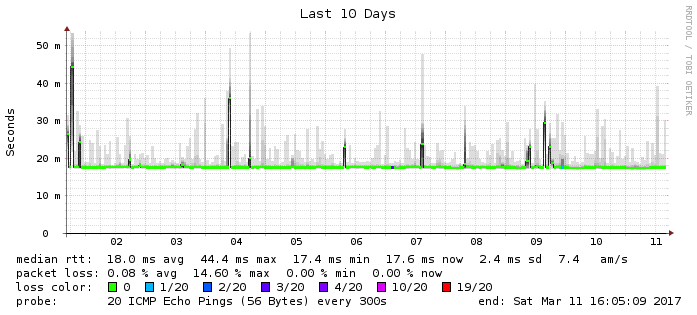 Last 10 Days
RRDTOOL / TOBI OETIKER
Seconds
50 m
40 m
30 m
20 m
10 m
0
02 03 04 05 06 07 08 09 10 11
median rtt: 18.0 ms avg 44.4 ms max 17.4 ms min 17.6 ms now 2.4 ms sd 7.4 am/s
packet loss: 0.08 % avg 14.60 % max 0.00 % min 0.00 % now
loss color: 0 1/20 2/20 3/20 4/20 10/20 19/20
probe: 20 ICMP Echo Pings (56 Bytes) every 300s end: Sat Mar 11 16:05:09 2017